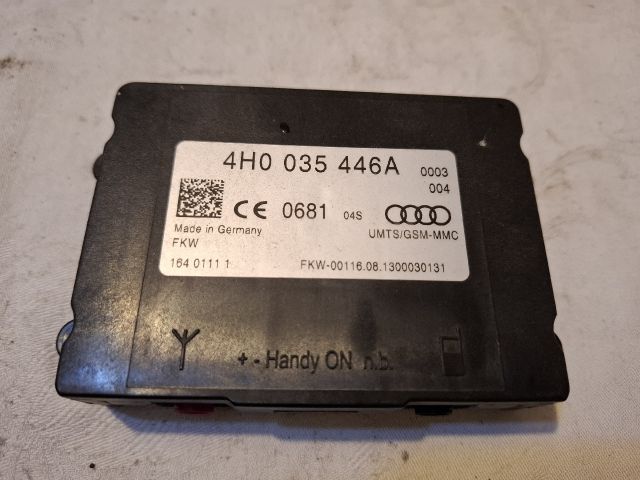 4H0 035 446A 0003
004
CE 0681 04S
Made in Germany
UMTS/GSM-MMC
FKW
164 0111 1
FKW-00116.08.1300030131
+ - Handy ON n.b.